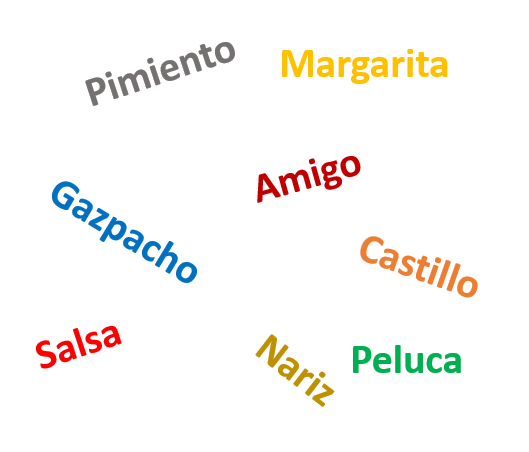 Pimiento
Margarita
Amigo
Gazpacho
Castillo
Salsa
Nariz
Peluca